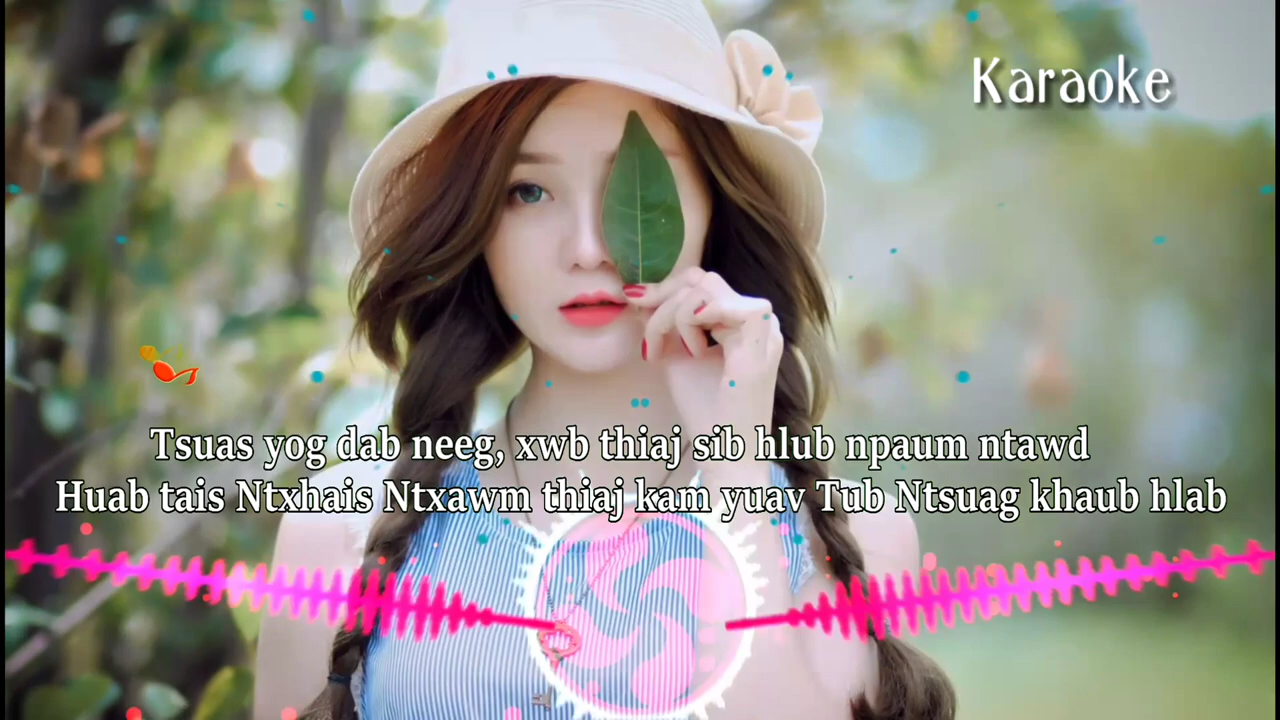 Karaoke
Tsuas yog dab neeg, xwb thiaj sib hlub npaum ntawd
Huab tais Ntxhais Ntxawm thiaj kam yuav Tub Ntsuag khaub hlab